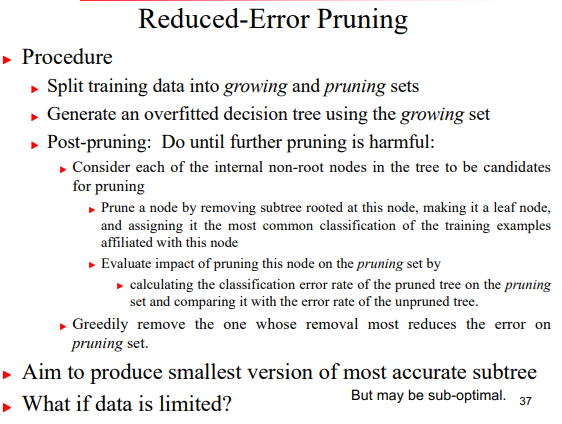 Reduced-Error Pruning
Procedure
Split training data into growing and pruning sets
Generate an overfitted decision tree using the growing set
Post-pruning: Do until further pruning is harmful:
Consider each of the internal non-root nodes in the tree to be candidates
for pruning
Prune a node by removing subtree rooted at this node, making it a leaf node,
and assigning it the most common classification of the training examples
affiliated with this node
Evaluate impact of pruning this node on the pruning set by
calculating the classification error rate of the pruned tree on the pruning
set and comparing it with the error rate of the unpruned tree.
Greedily remove the one whose removal most reduces the error on
pruning set.
Aim to produce smallest version of most accurate subtree
What if data is limited?
But may be sub-optimal.
37